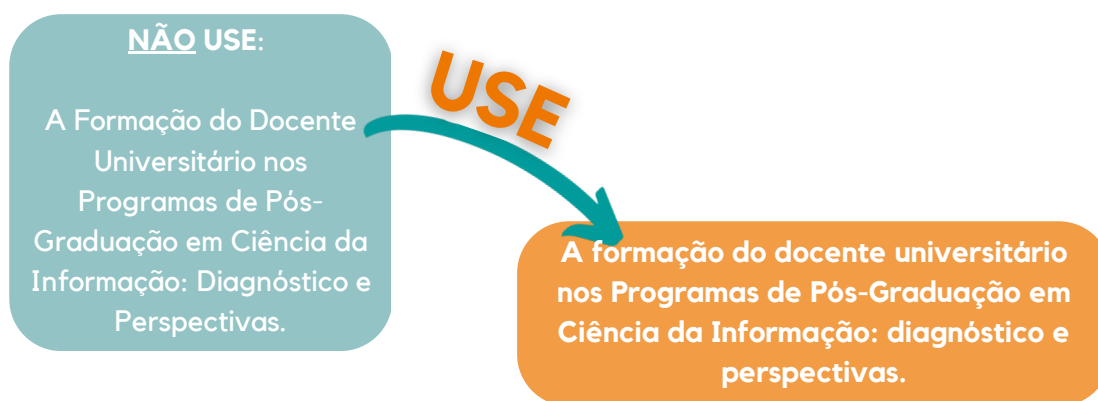 NÃO USE:
A Formação do Docente
Universitário nos
Programas de Pós-
Graduação em Ciência da
Informação: Diagnóstico e
Perspectivas.
USE
A formação do docente universitário
nos Programas de Pós-Graduação em
Ciência da Informação: diagnóstico e
perspectivas.